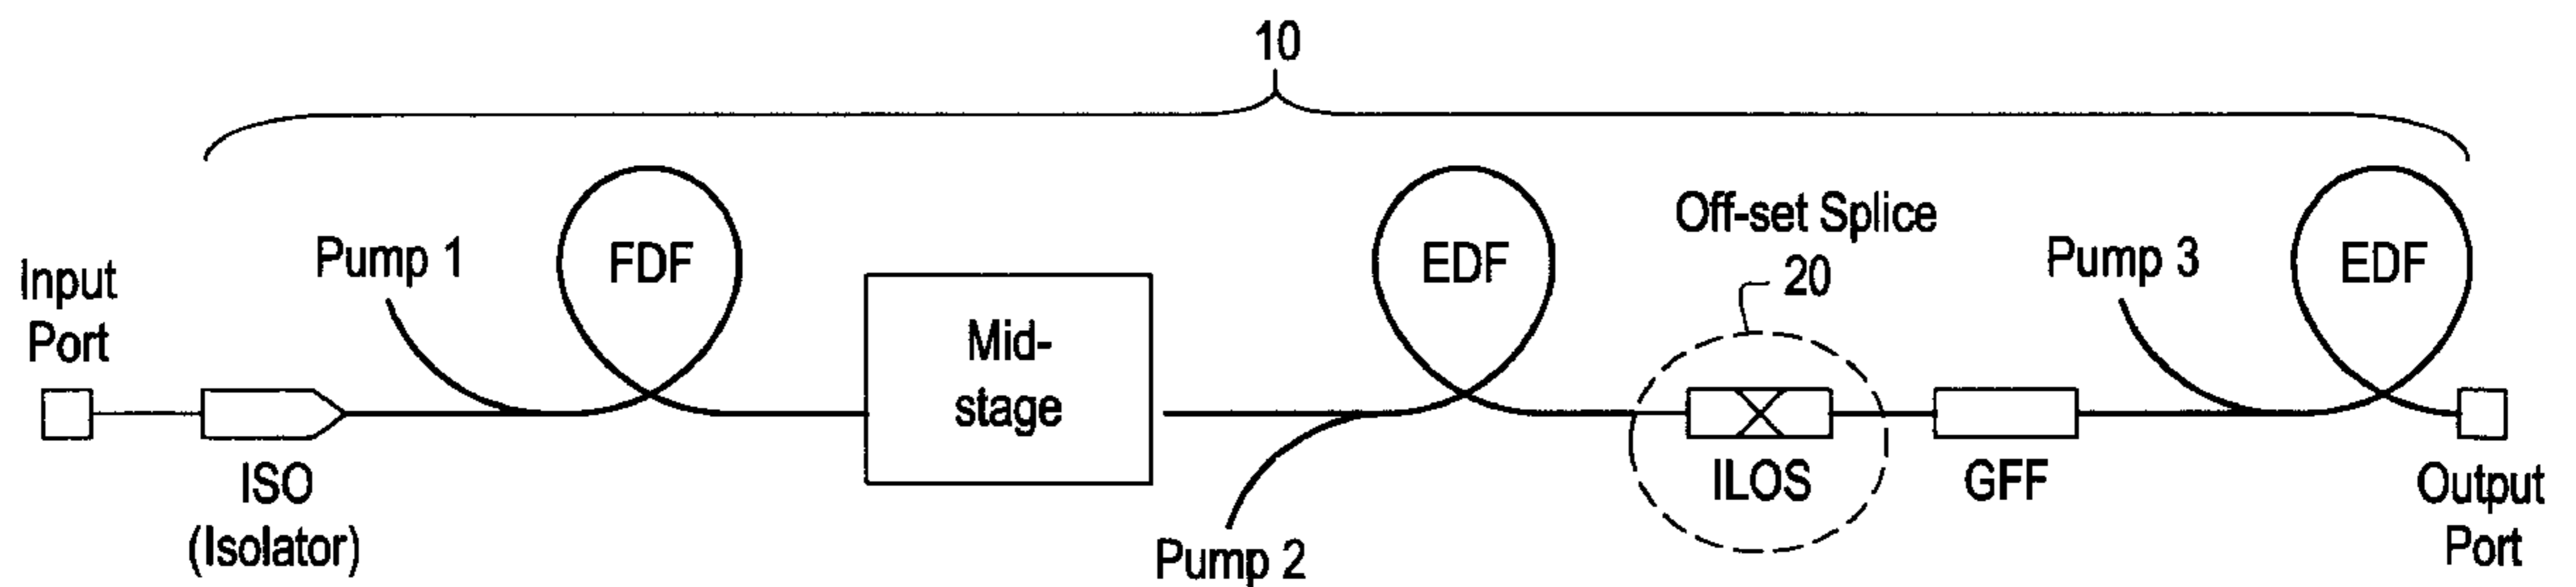 10
Input
Port
ISO
(Isolator)
Pump 1
FDF
Mid-
stage
Pump 2
EDF
Off-set Splice
20
ILOS
GFF
Pump 3
EDF
Output
Port